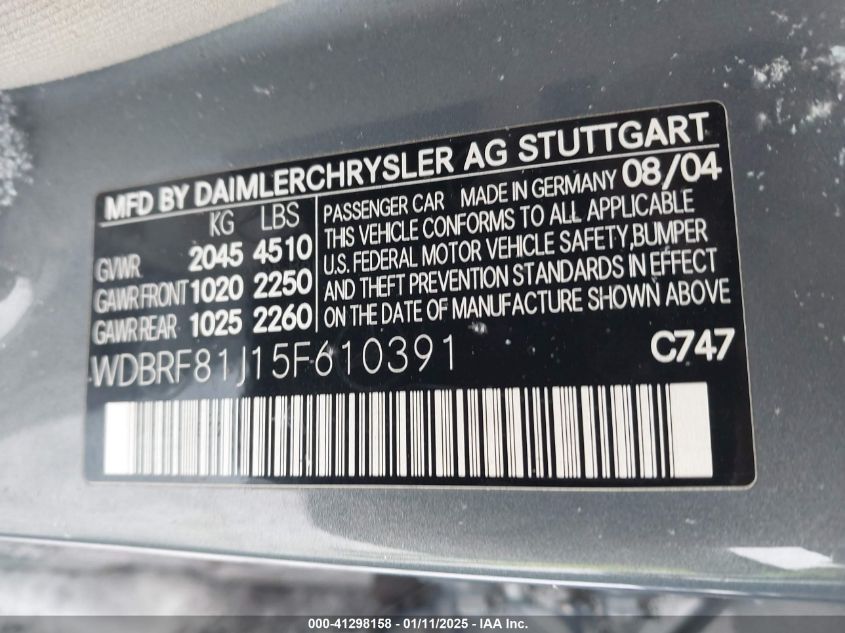 MFD BY DAIMLERCHRYSLER AG STUTTGART
KG LBS
GVWR 2045 4510
GAWR FRONT 1020 2250
GAWR REAR 1025 2260
PASSENGER CAR MADE IN GERMANY 08/04
THIS VEHICLE CONFORMS TO ALL APPLICABLE
U.S. FEDERAL MOTOR VEHICLE SAFETY,BUMPER
AND THEFT PREVENTION STANDARDS IN EFFECT
ON THE DATE OF MANUFACTURE SHOWN ABOVE
WDBRF81J15F610391
C747
000-41298158 - 01/11/2025 - IAA Inc.